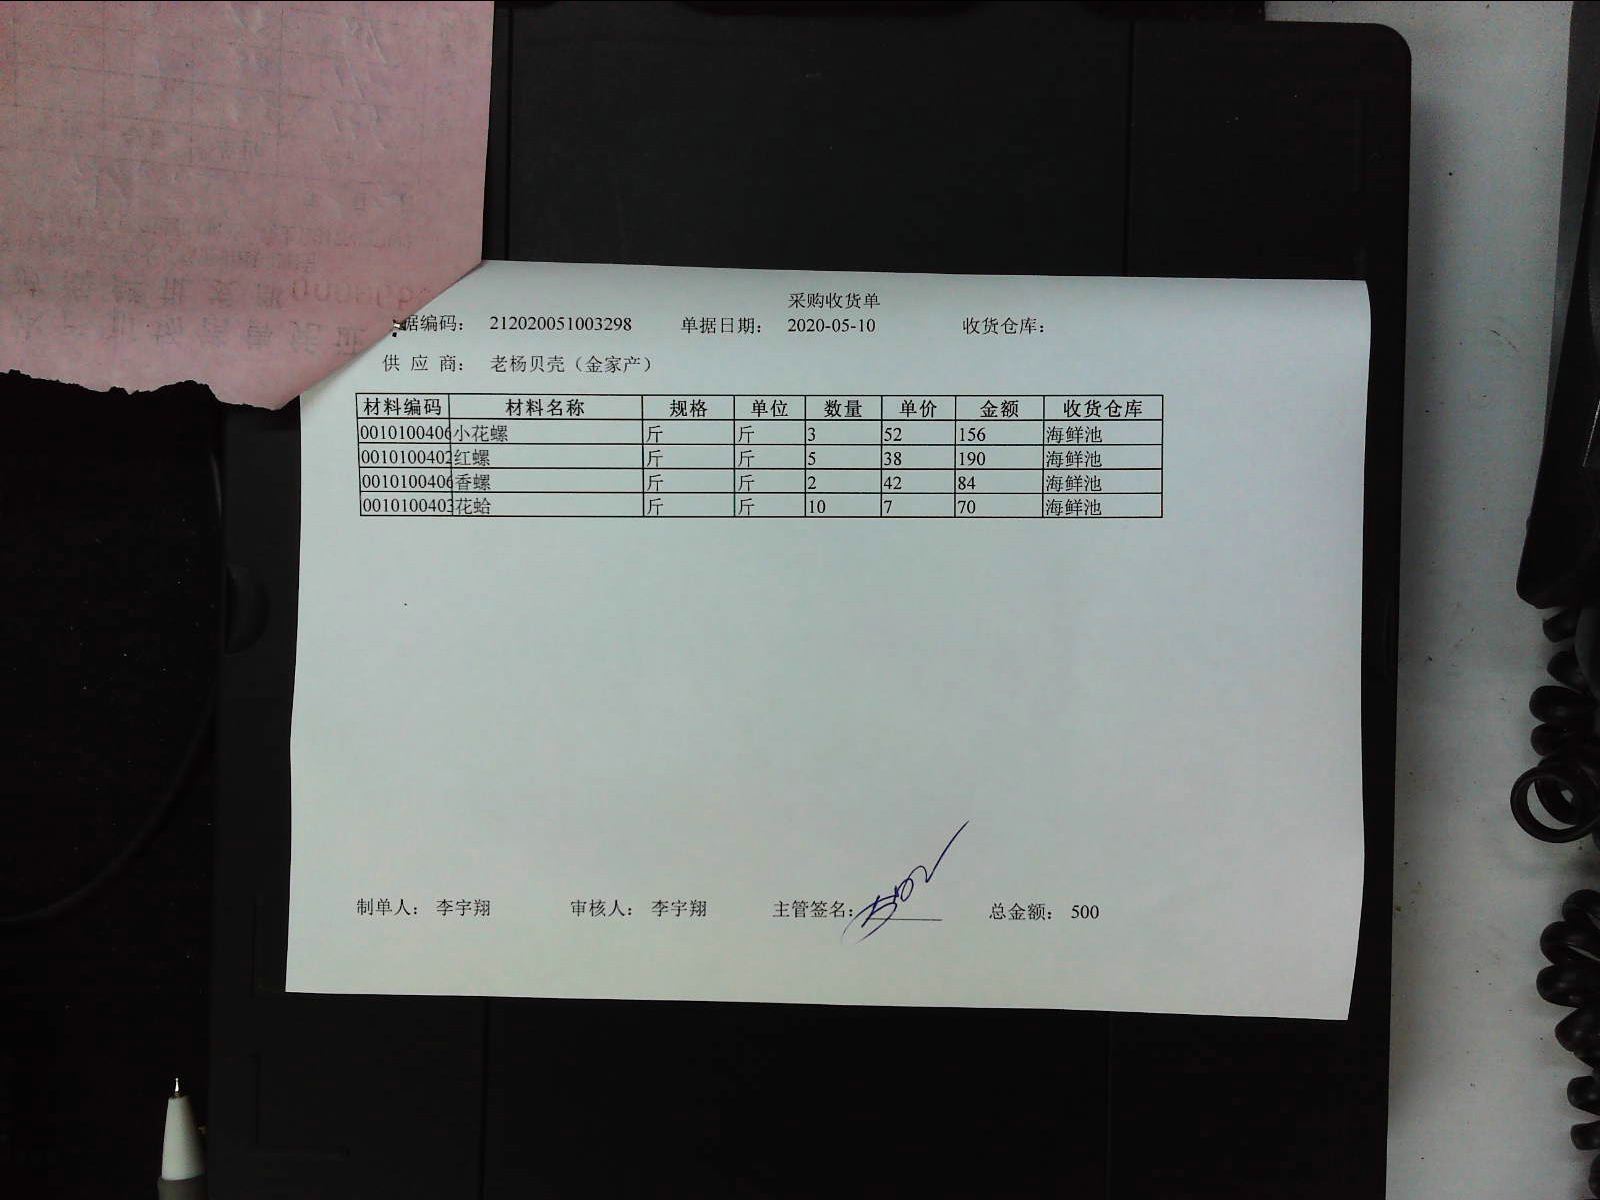 采购收货单
据编码： 212020051003298 单据日期： 2020-05-10 收货仓库：
供 应 商： 老杨贝壳（金家产）
材料编码 材料名称 规格 单位 数量 单价 金额 收货仓库
0010100406 小花螺 斤 斤 3 52 156 海鲜池
0010100402 红螺 斤 斤 5 38 190 海鲜池
0010100406 香螺 斤 斤 2 42 84 海鲜池
0010100403 花蛤 斤 斤 10 7 70 海鲜池
制单人： 李宇翔 审核人： 李宇翔 主管签名： 总金额： 500